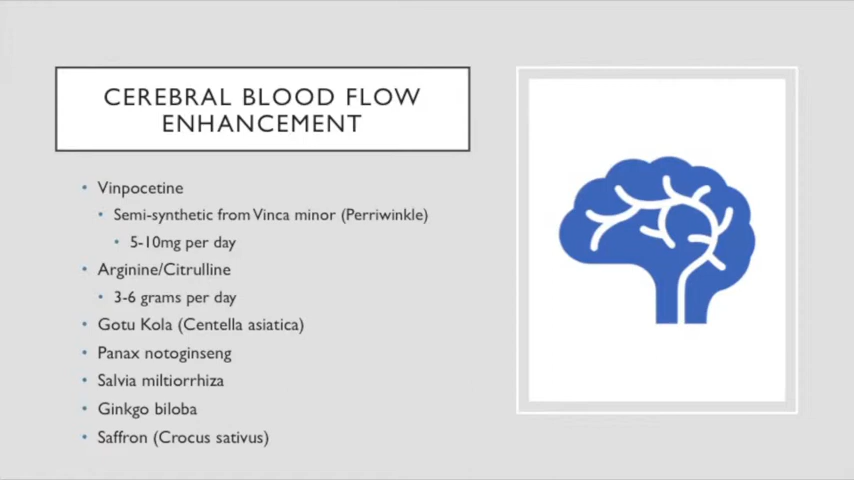 CEREBRAL BLOOD FLOW
ENHANCEMENT
• Vinpocetine
• Semi-synthetic from Vinca minor (Perriwinkle)
• 5-10mg per day
• Arginine/Citrulline
• 3-6 grams per day
• Gotu Kola (Centella asiatica)
• Panax notoginseng
• Salvia miltiorrhiza
• Ginkgo biloba
• Saffron (Crocus sativus)